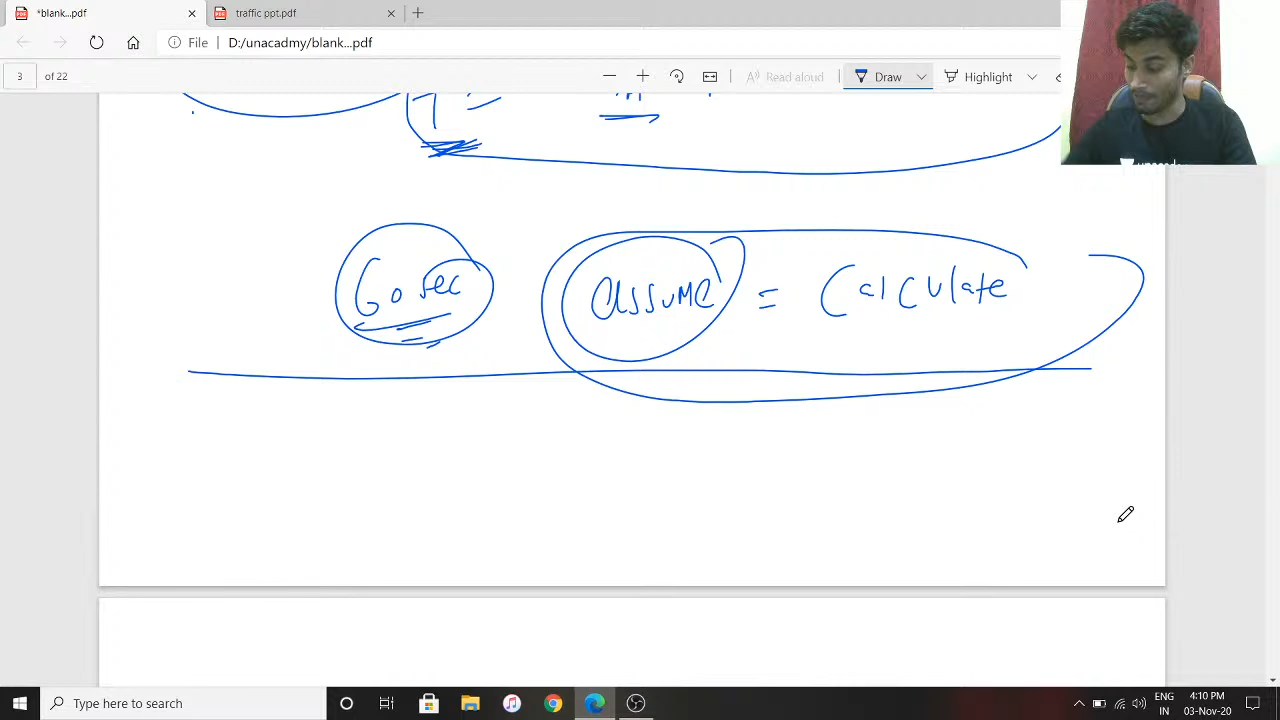 *blank...pdf
traffic ppt.pdf
File
D:/unacadmy/blank...pdf
3 of 22
Read aloud
Draw
Highlight
60 sec assume = Calculate
Type here to search
ENG
IN
4:10 PM
03-Nov-20